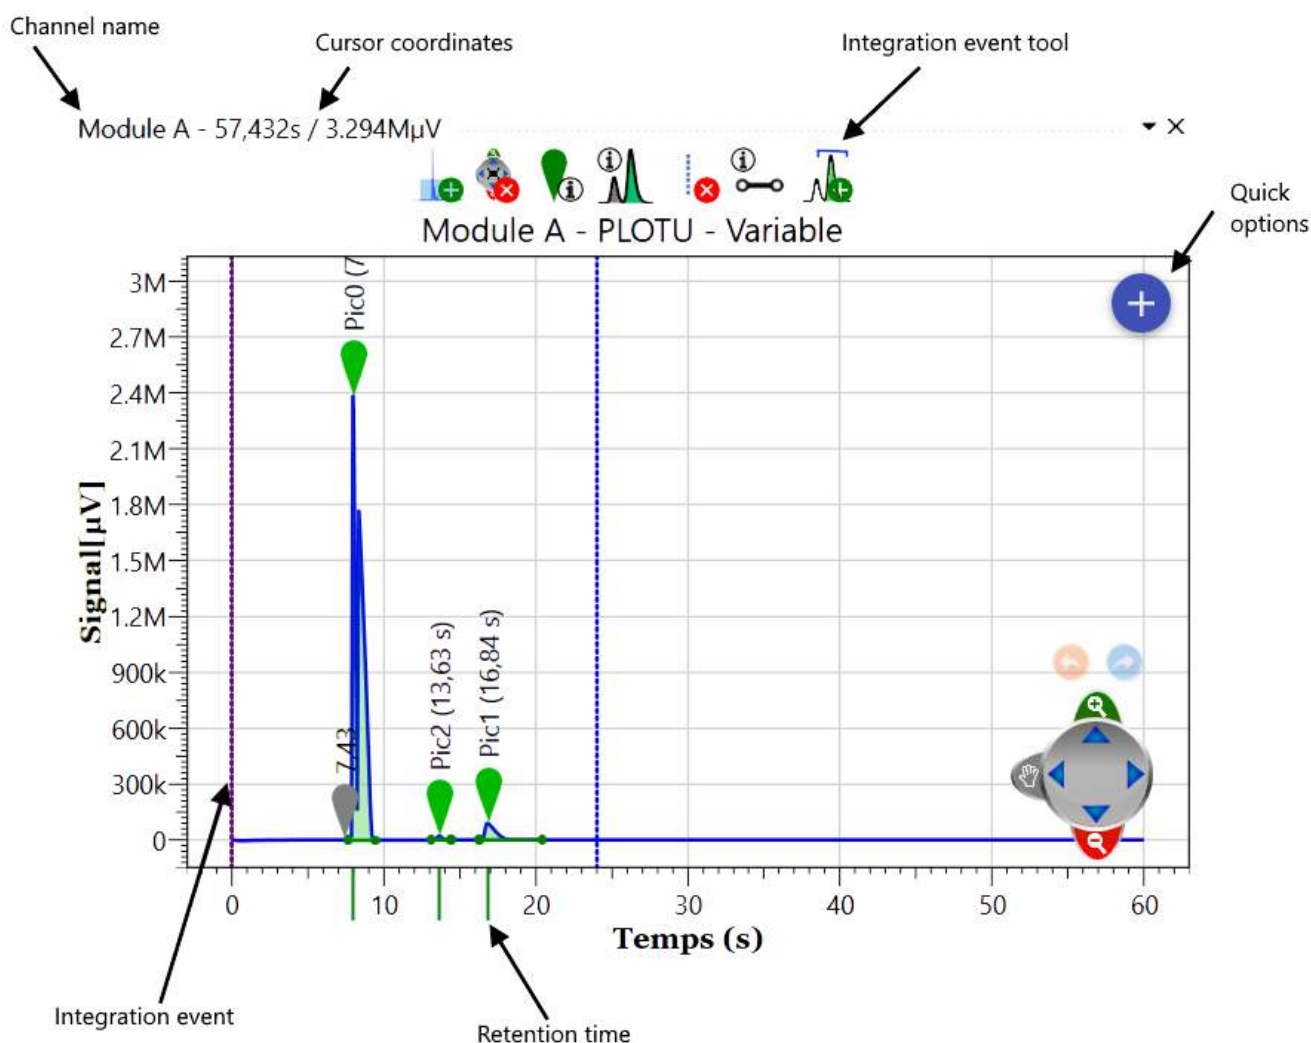 Channel name
Cursor coordinates
Integration event tool
Module A - 57,432s / 3.294MµV
Quick
options
Module A - PLOTU - Variable
3M
2.7M
2.4M
2.1M
1.8M
1.5M
1.2M
900k
600k
300k
0
Signal[µV]
Pic0 (7
7,43
Pic2 (13,63 s)
Pic1 (16,84 s)
0
10
20
30
40
50
60
Temps (s)
Integration event
Retention time